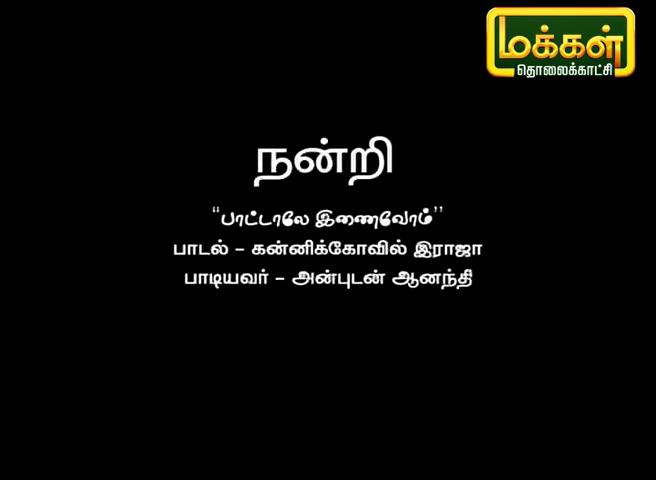 மக்கள்
தொலைக்காட்சி
நன்றி
“பாட்டாலே இணைவோம்”
பாடல் – கன்னிக்கோவில் இராஜா
பாடியவர் – அன்புடன் ஆனந்தி